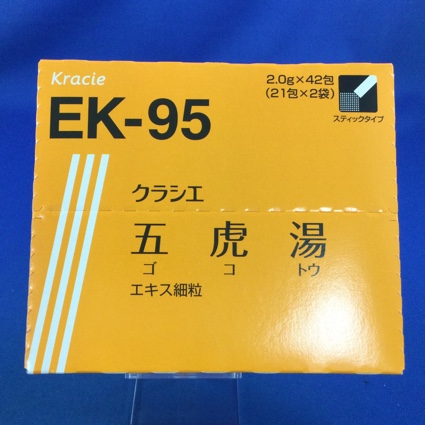 Kracie
2.0g×42包
（21包×2袋）
スティックタイプ
EK-95
クラシエ
五虎湯
ゴ コ トウ
エキス細粒